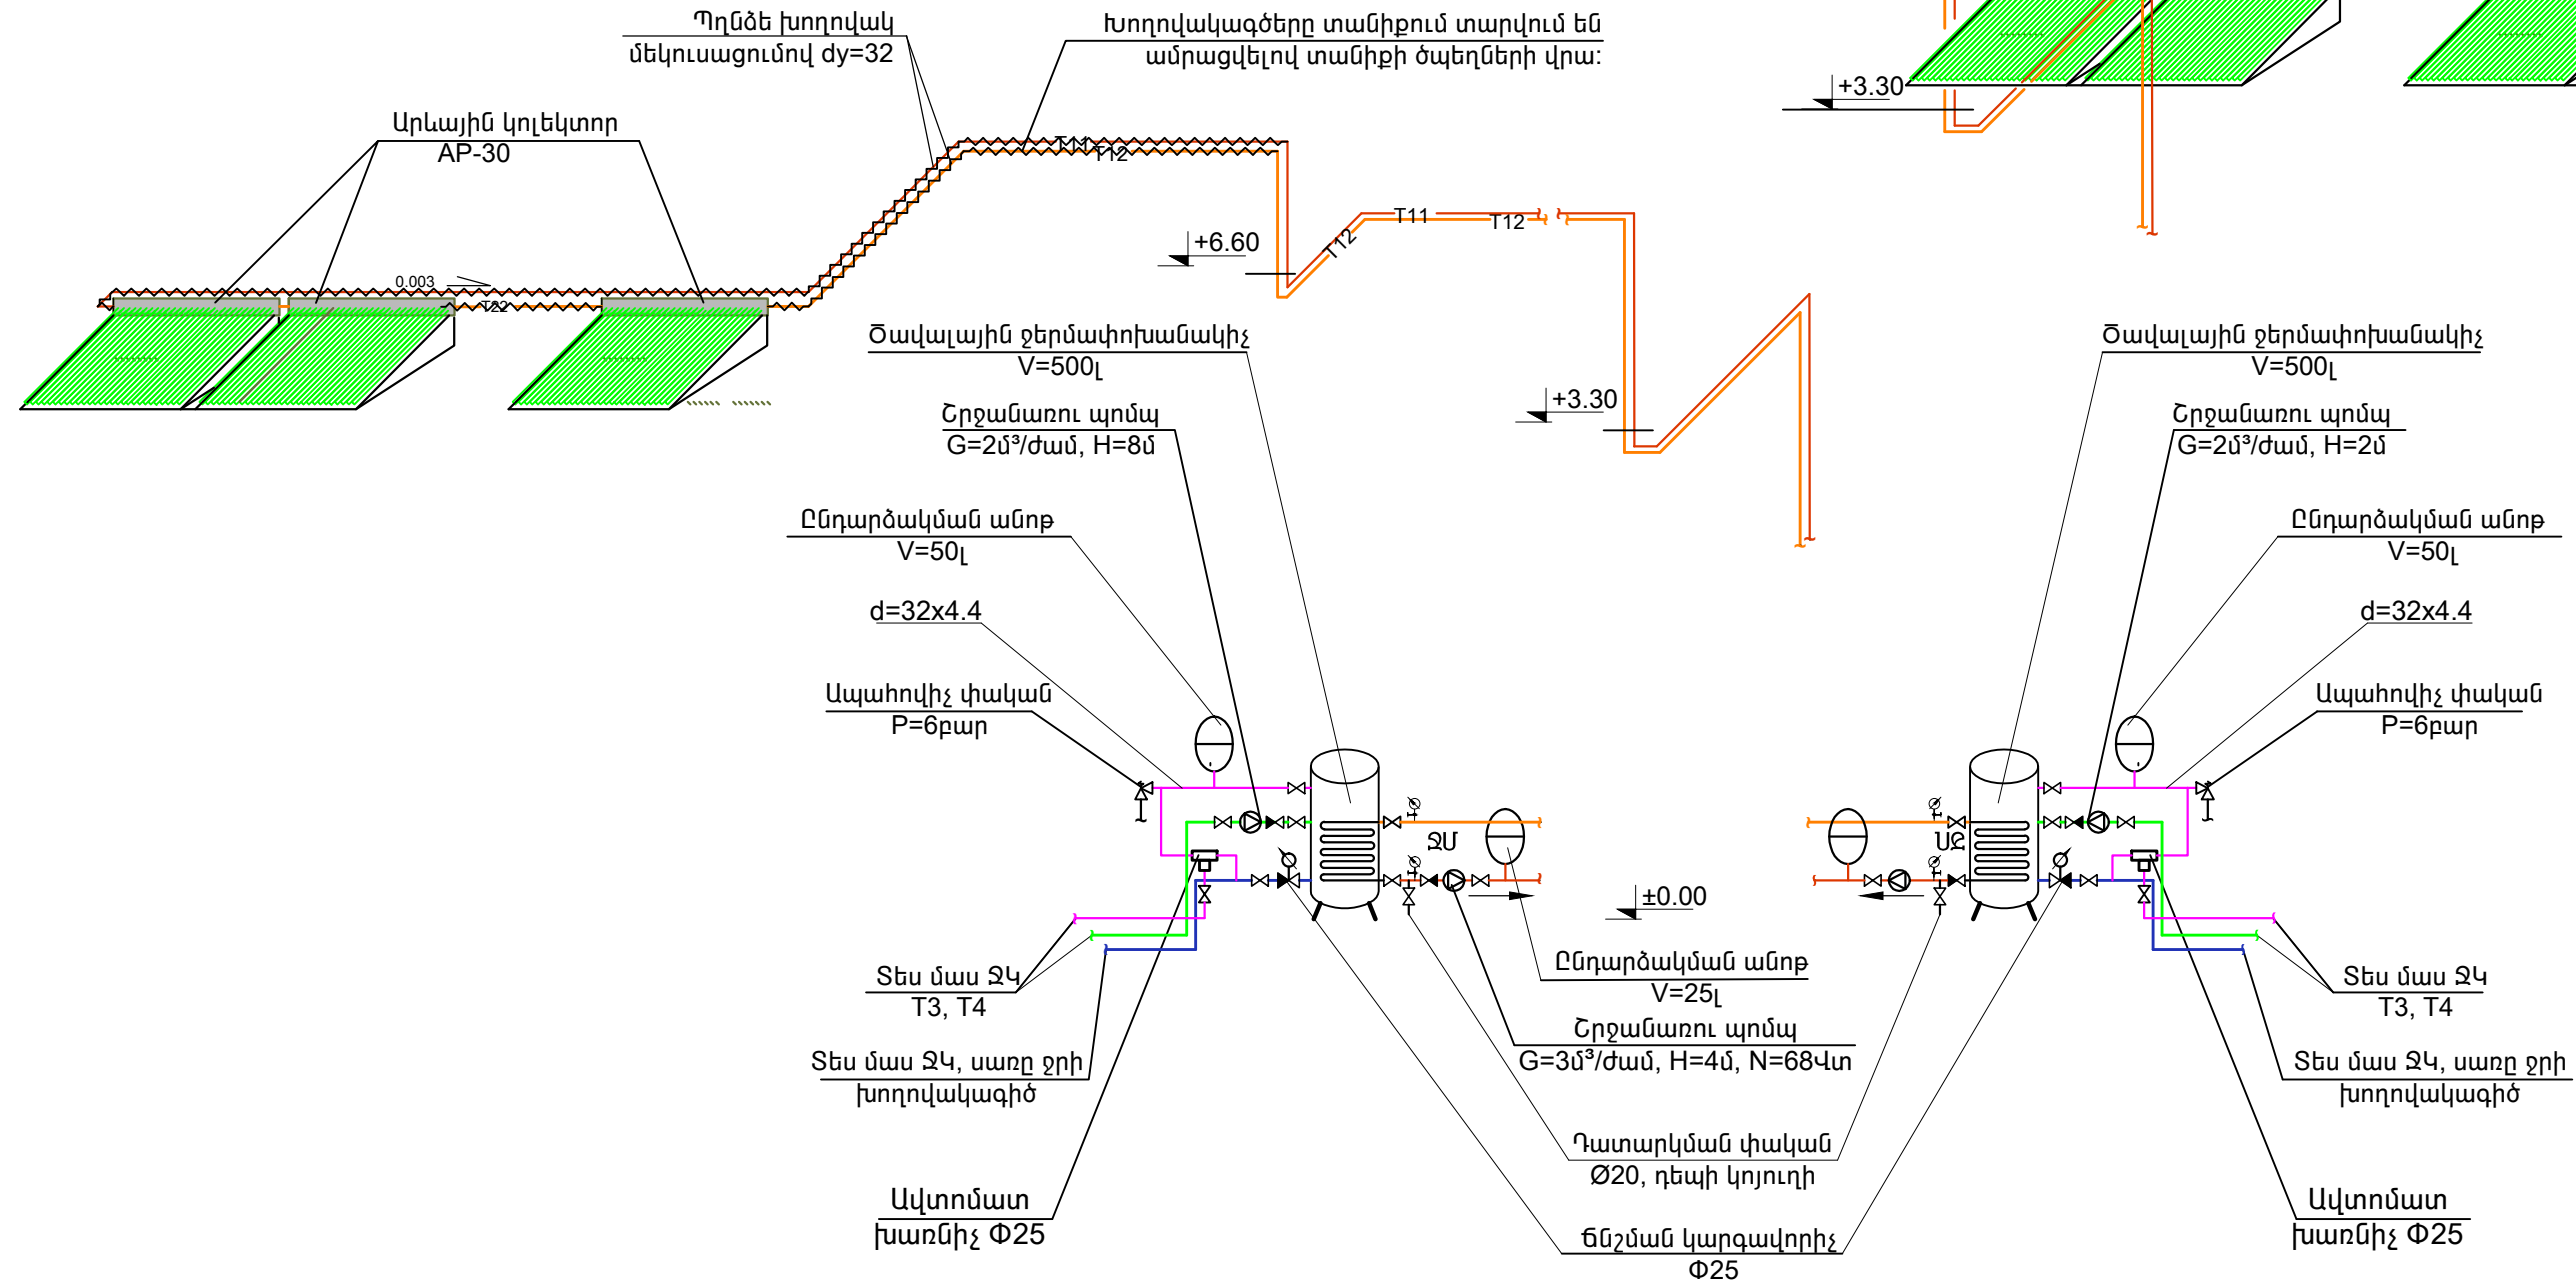 Պղնձե խողովակ
մեկուսացումով dy=32
Խողովակագծերը տանիքում տարվում են
ամրացվելով տանիքի ծպեղների վրա:
+3.30
Արևային կոլեկտոր
AP-30
T11
T12
T11
T12
T12
+6.60
0.003
T22
Ծավալային ջերմափոխանակիչ
V=500լ
Ծավալային ջերմափոխանակիչ
V=500լ
+3.30
Շրջանառու պոմպ
G=2մ³/ժամ, H=8մ
Շրջանառու պոմպ
G=2մ³/ժամ, H=2մ
Ընդարձակման անոթ
V=50լ
Ընդարձակման անոթ
V=50լ
d=32x4.4
d=32x4.4
Ապահովիչ փական
P=6բար
Ապահովիչ փական
P=6բար
ՋՄ
±0.00
Ընդարձակման անոթ
V=25լ
Տես մաս ՋԿ
T3, T4
Տես մաս ՋԿ
T3, T4
Շրջանառու պոմպ
G=3մ³/ժամ, H=4մ, N=68Վտ
Տես մաս ՋԿ, սառը ջրի
խողովակագիծ
Տես մաս ՋԿ, սառը ջրի
խողովակագիծ
Դատարկման փական
Ø20, դեպի կոյուղի
Ավտոմատ
խառնիչ Φ25
Ավտոմատ
խառնիչ Φ25
Ճնշման կարգավորիչ
Φ25